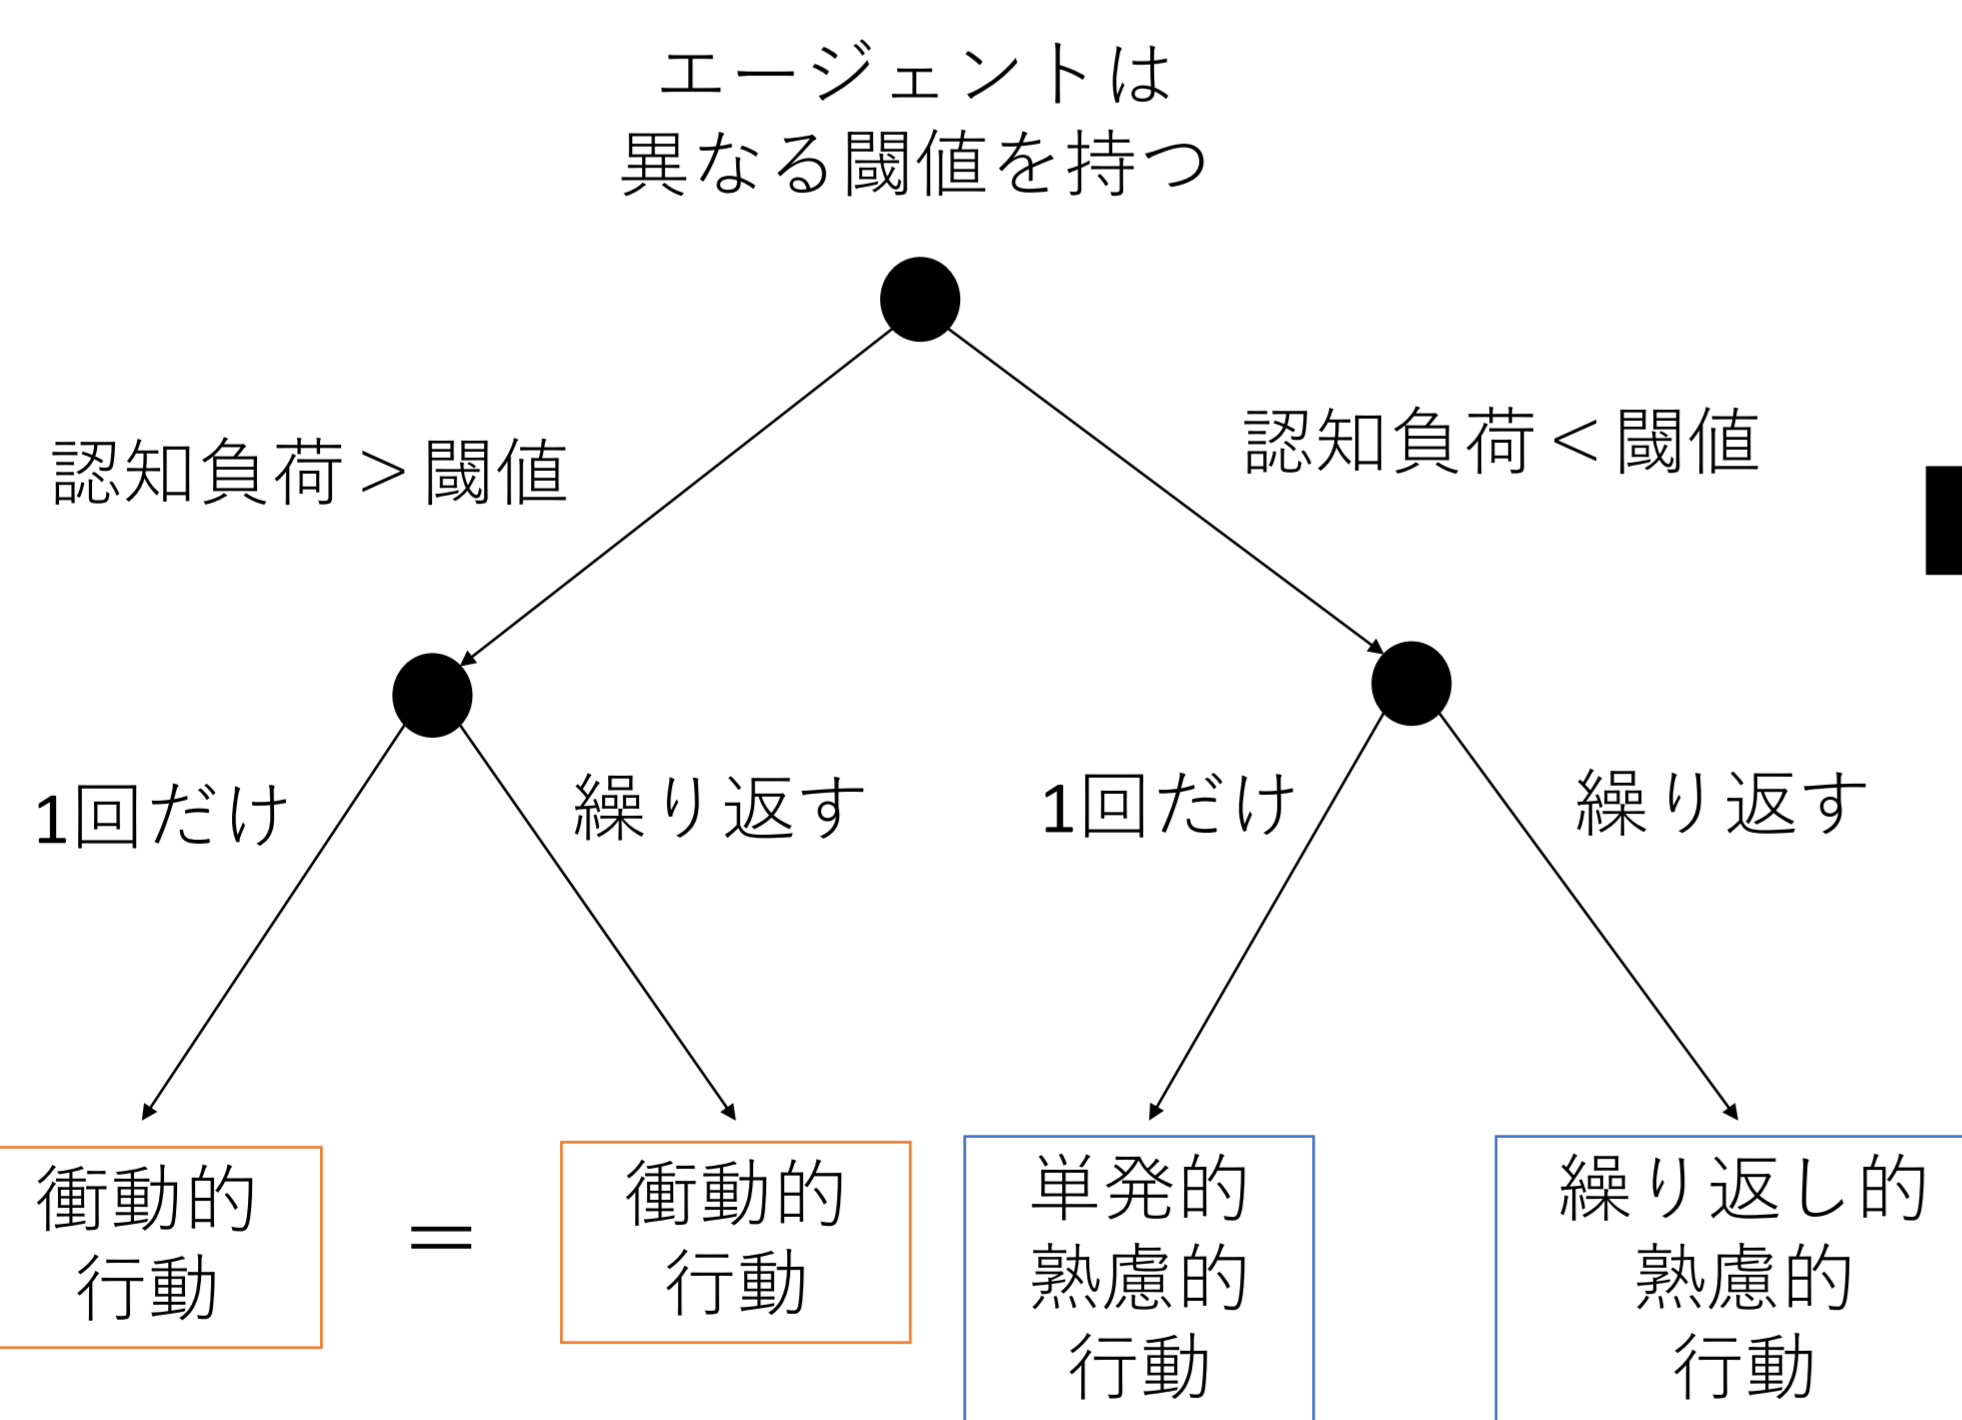 エージェントは
異なる閾値を持つ
認知負荷＞閾値
認知負荷＜閾値
1回だけ
繰り返す
1回だけ
繰り返す
衝動的
行動
＝
衝動的
行動
単発的
熟慮的
行動
繰り返し的
熟慮的
行動